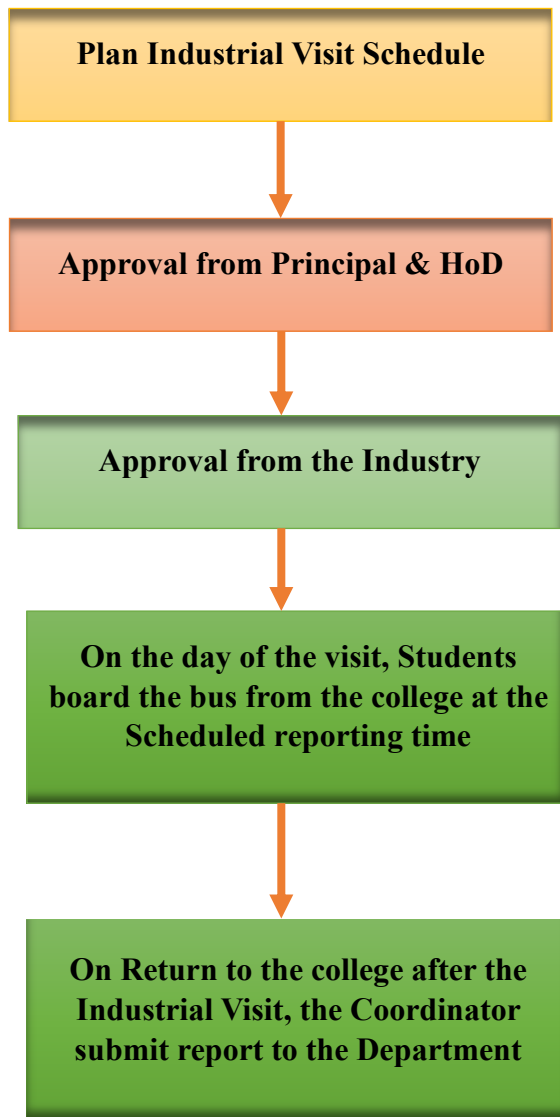 Plan Industrial Visit Schedule
Approval from Principal & HoD
Approval from the Industry
On the day of the visit, Students
board the bus from the college at the
Scheduled reporting time
On Return to the college after the
Industrial Visit, the Coordinator
submit report to the Department